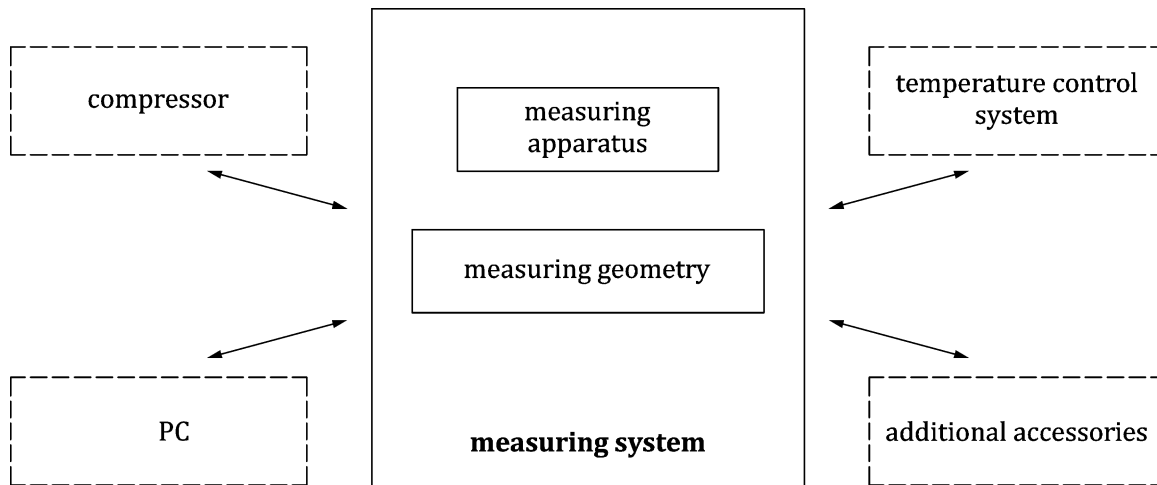 compressor
measuring
apparatus
temperature control
system
measuring geometry
PC
measuring system
additional accessories